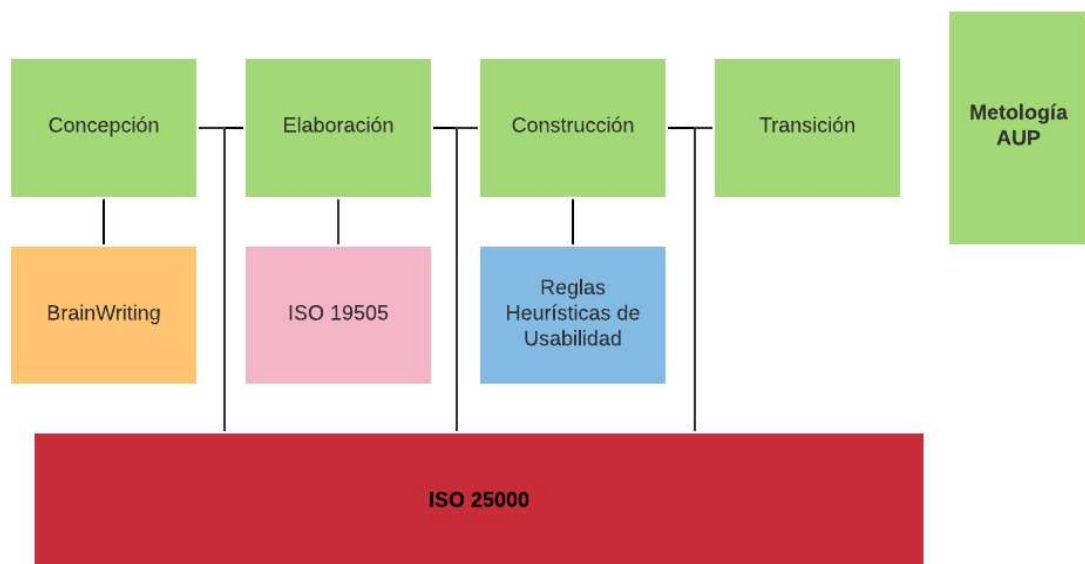 Concepción
Elaboración
Construcción
Transición
Metología
AUP
BrainWriting
ISO 19505
Reglas
Heurísticas de
Usabilidad
ISO 25000